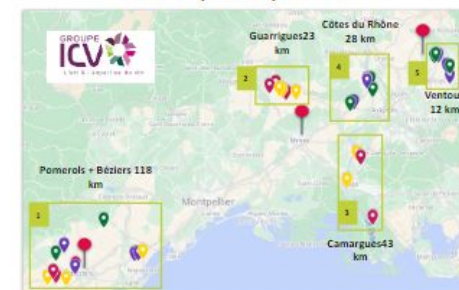 GROUPE
ICV
Guarrigues23
km
Côtes du Rhône
28 km
Ventou
12 km
2
4
5
Nîmes
Pomerols + Béziers 118
km
1
Montpellier
3
Camargues43
km